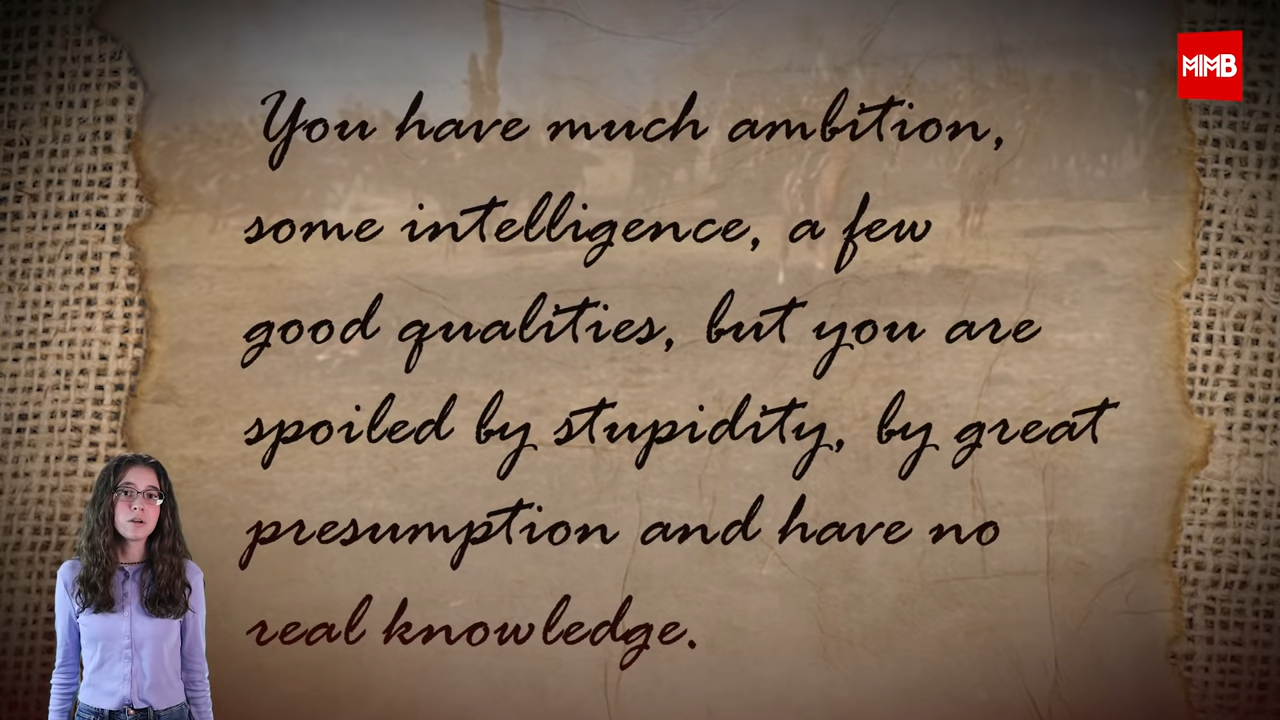 MIMB
You have much ambition,
some intelligence, a few
good qualities, but you are
spoiled by stupidity, by great
presumption and have no
real knowledge.